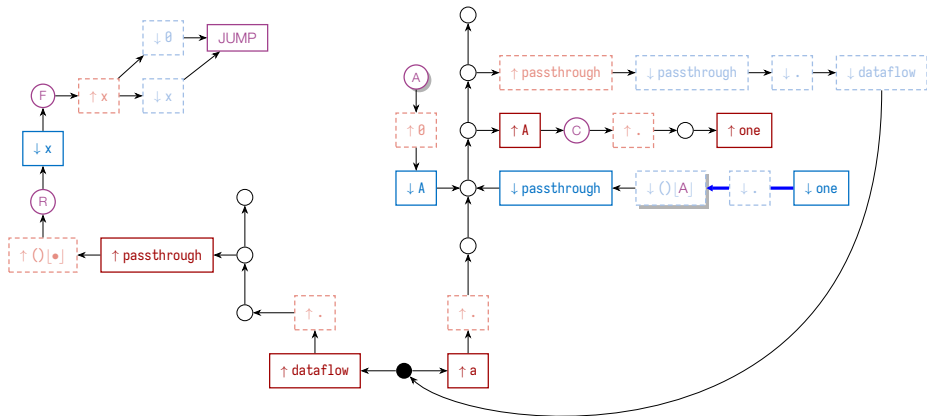 ↓0
JUMP
F
↑x
↓x
A
↑passthrough
↓passthrough
↓.
↓dataflow
↓x
↑0
↑A
C
↑.
↑one
R
↓A
↓passthrough
↓()⌊A⌋
↓.
↓one
↑()⌊•⌋
↑passthrough
↑.
↑.
↑dataflow
↑a